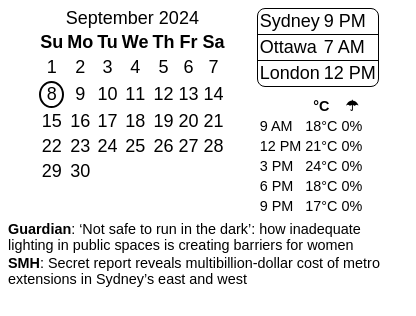 September 2024
Su Mo Tu We Th Fr Sa
1 2 3 4 5 6 7
8 9 10 11 12 13 14
15 16 17 18 19 20 21
22 23 24 25 26 27 28
29 30
Sydney 9 PM
Ottawa 7 AM
London 12 PM
°C ☂
9 AM 18°C 0%
12 PM 21°C 0%
3 PM 24°C 0%
6 PM 18°C 0%
9 PM 17°C 0%
Guardian: ‘Not safe to run in the dark’: how inadequate
lighting in public spaces is creating barriers for women
SMH: Secret report reveals multibillion-dollar cost of metro
extensions in Sydney’s east and west